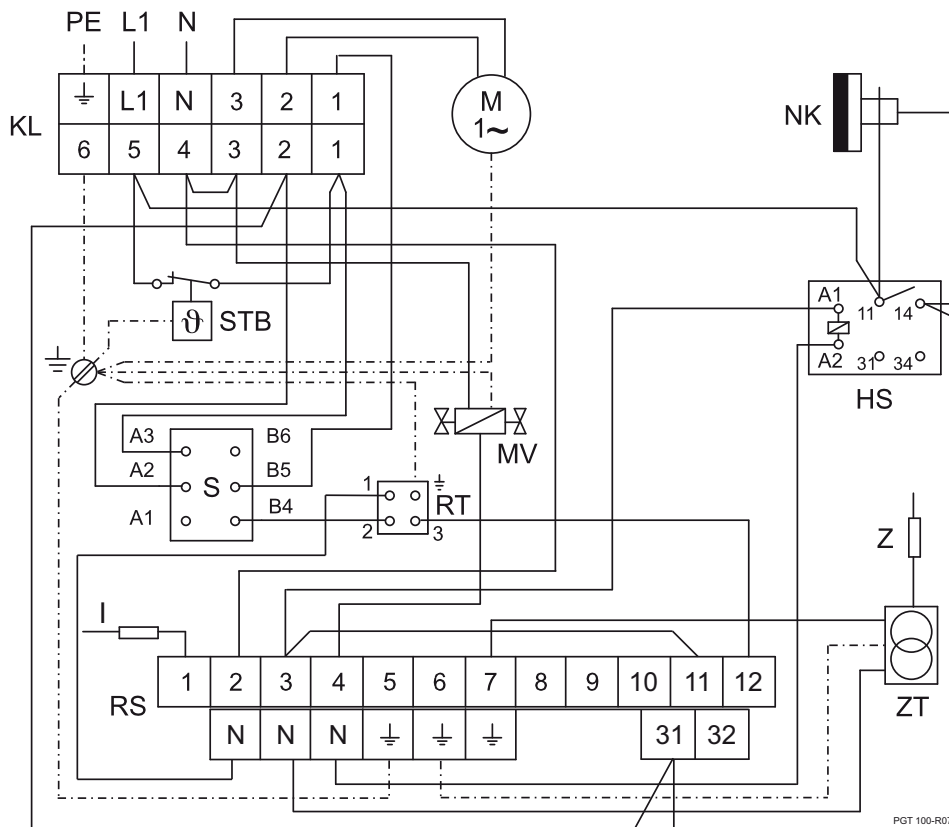 PE L1 N
L1 N 3 2 1
KL
6 5 4 3 2 1
M
1~
NK
STB
ϑ
A1
11 14
A2 31 34
HS
A3 B6
A2 S B5
A1 B4
MV
1
RT
2 3
Z
I
RS
1 2 3 4 5 6 7 8 9 10 11 12
ZT
N N N 31 32